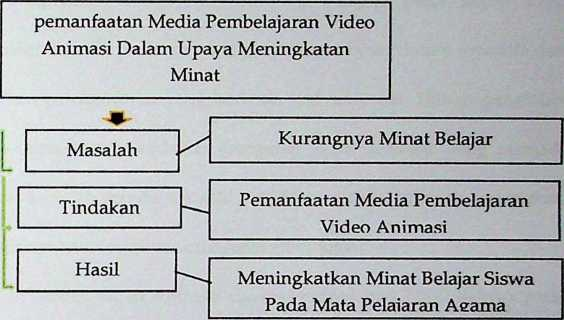 pemanfaatan Media Pembelajaran Video
Animasi Dalam Upaya Meningkatan
Minat
Masalah
Kurangnya Minat Belajar
Tindakan
Pemanfaatan Media Pembelajaran
Video Animasi
Hasil
Meningkatkan Minat Belajar Siswa
Pada Mata Pelajaran Agama